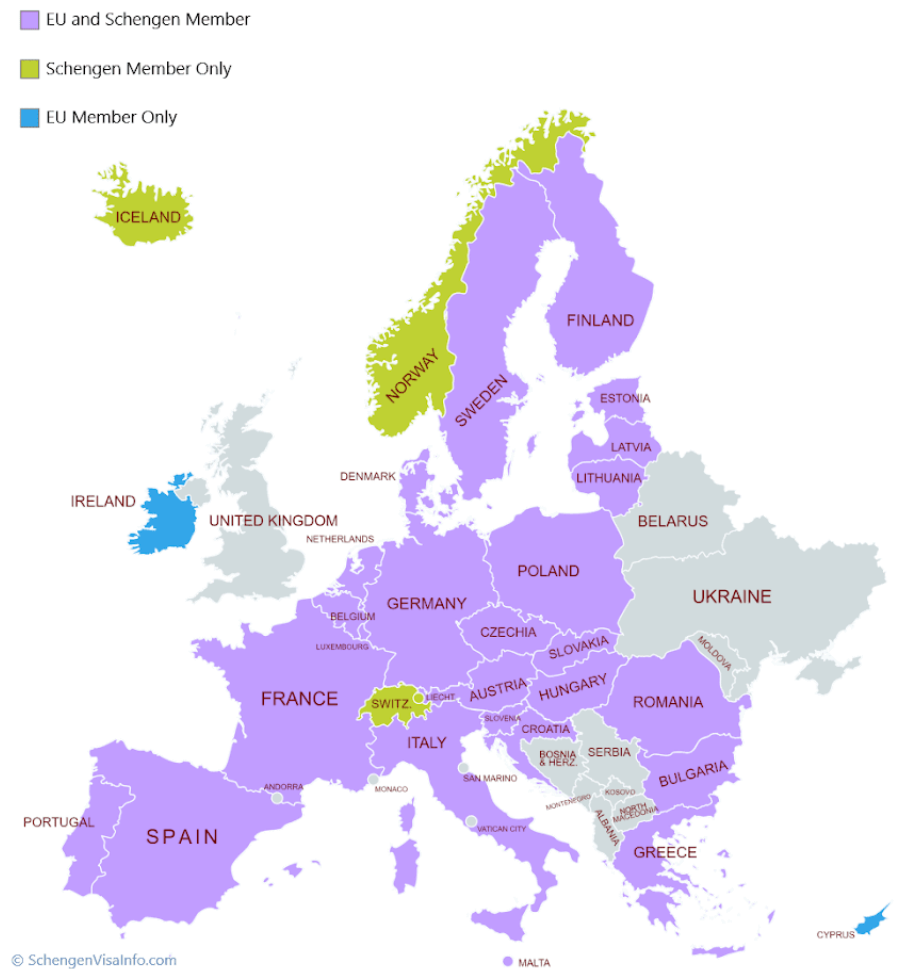 EU and Schengen Member
Schengen Member Only
EU Member Only
ICELAND
FINLAND
NORWAY
SWEDEN
ESTONIA
LATVIA
DENMARK
LITHUANIA
IRELAND
UNITED KINGDOM
BELARUS
NETHERLANDS
POLAND
UKRAINE
GERMANY
BELGIUM
CZECHIA
SLOVAKIA
LUXEMBOURG
MOLDOVA
FRANCE
SWITZ.
LIECHT
AUSTRIA
HUNGARY
ROMANIA
SLOVENIA
CROATIA
ITALY
BOSNIA
& HERZ.
SERBIA
SAN MARINO
BULGARIA
ANDORRA
MONACO
KOSOVO
MONTENEGRO
NORTH
MACEDONIA
PORTUGAL
SPAIN
VATICAN CITY
ALBANIA
GREECE
CYPRUS
MALTA
© SchengenVisaInfo.com